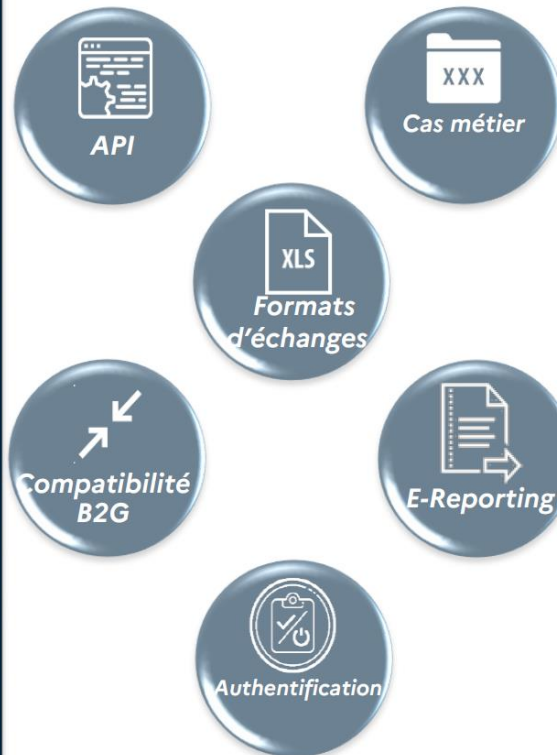 API
XXX
Cas métier
XLS
Formats
d'échanges
Compatibilité
B2G
E-Reporting
Authentification